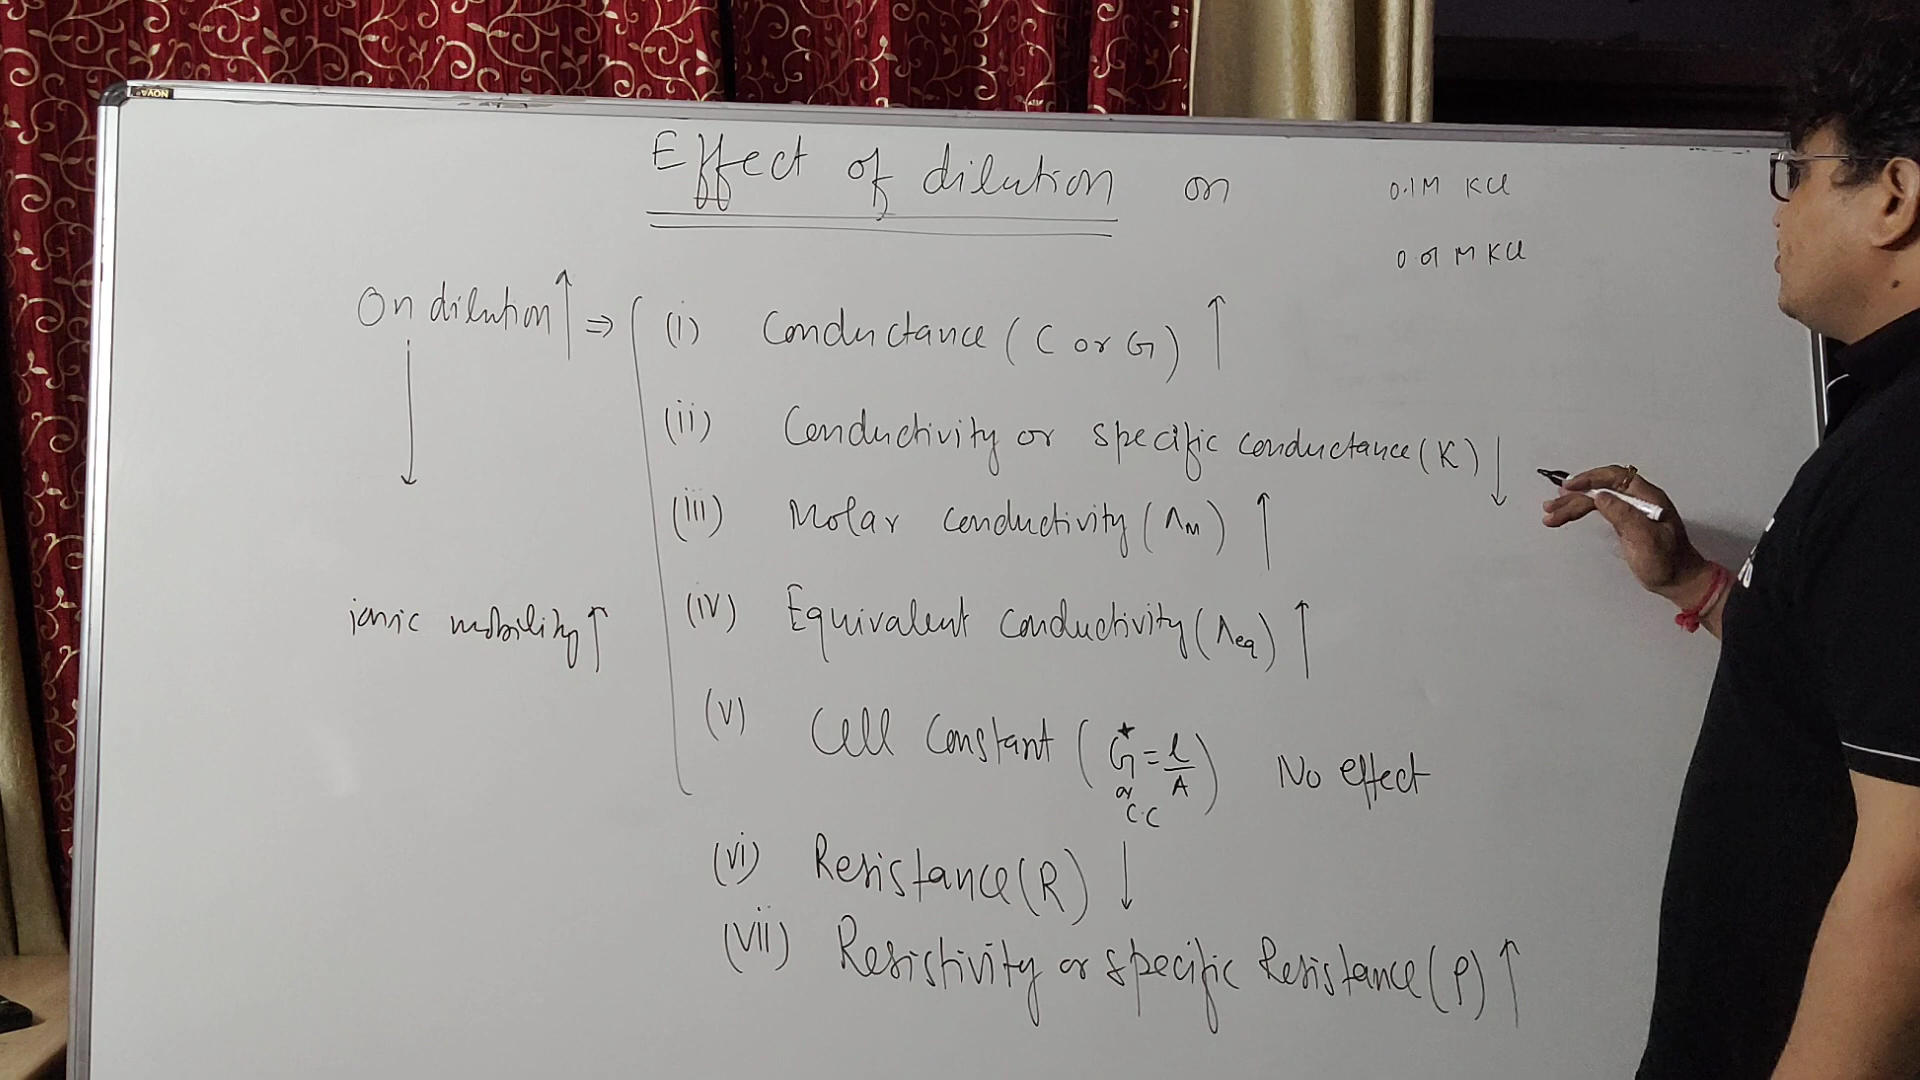 NOVA
Effect of dilution on
0.1M KCl
0.01 M KCl
On dilution ↑ ⇒
(i) Conductance (C or G) ↑
(ii) Conductivity or specific conductance (K) ↓
(iii) Molar conductivity (Λm) ↑
ionic mobility ↑
(iv) Equivalent conductivity (Λeq) ↑
(v) Cell Constant (G* = l/A) No effect
or
C.C
(vi) Resistance (R) ↓
(vii) Resistivity or specific Resistance (ρ) ↑